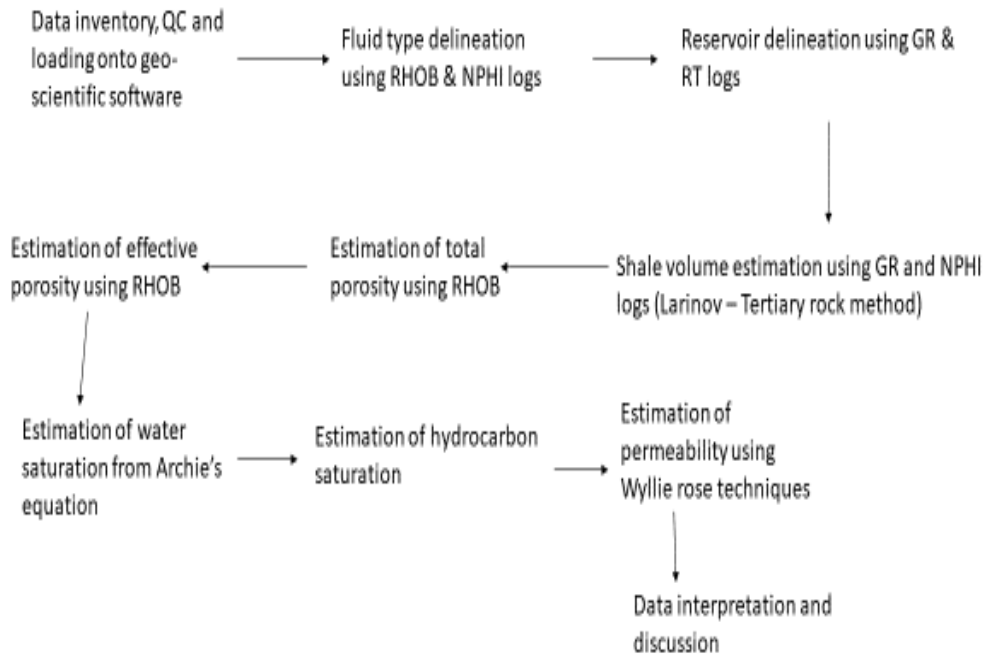 Data inventory, QC and
loading onto geo-
scientific software
Fluid type delineation
using RHOB & NPHI logs
Reservoir delineation using GR &
RT logs
Shale volume estimation using GR and NPHI
logs (Larinov – Tertiary rock method)
Estimation of total
porosity using RHOB
Estimation of effective
porosity using RHOB
Estimation of water
saturation from Archie's
equation
Estimation of hydrocarbon
saturation
Estimation of
permeability using
Wyllie rose techniques
Data interpretation and
discussion